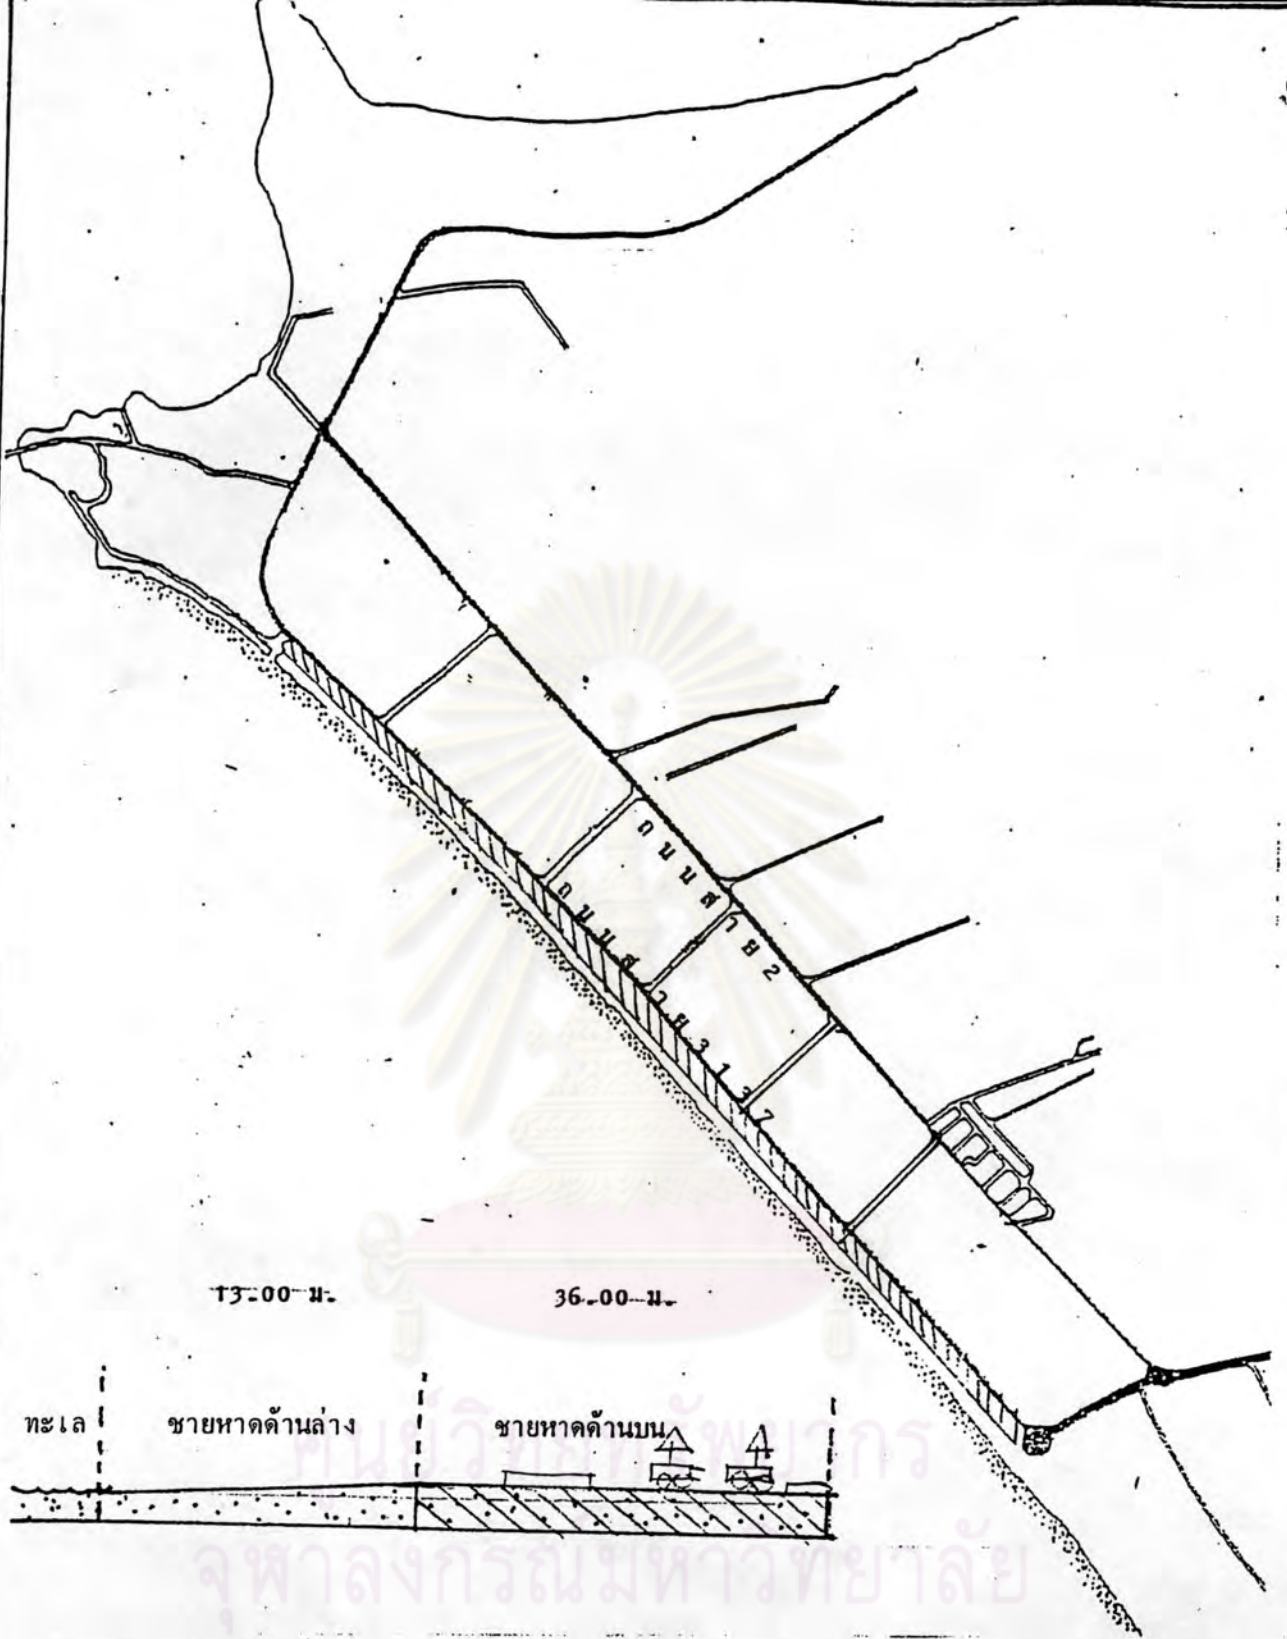 ถนนสาย 2
ถนนสาย 3137
13.00 ม.
36.00 ม.
ทะเล
ชายหาดด้านล่าง
ชายหาดด้านบน
ศูนย์วิทยทรัพยากร
จุฬาลงกรณ์มหาวิทยาลัย